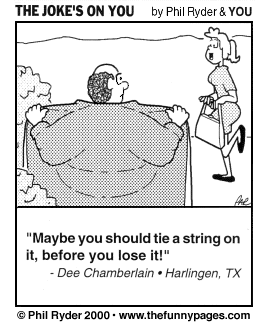 THE JOKE'S ON YOU by Phil Ryder & YOU
"Maybe you should tie a string on
it, before you lose it!"
- Dee Chamberlain • Harlingen, TX
© Phil Ryder 2000 • www.thefunnypages.com